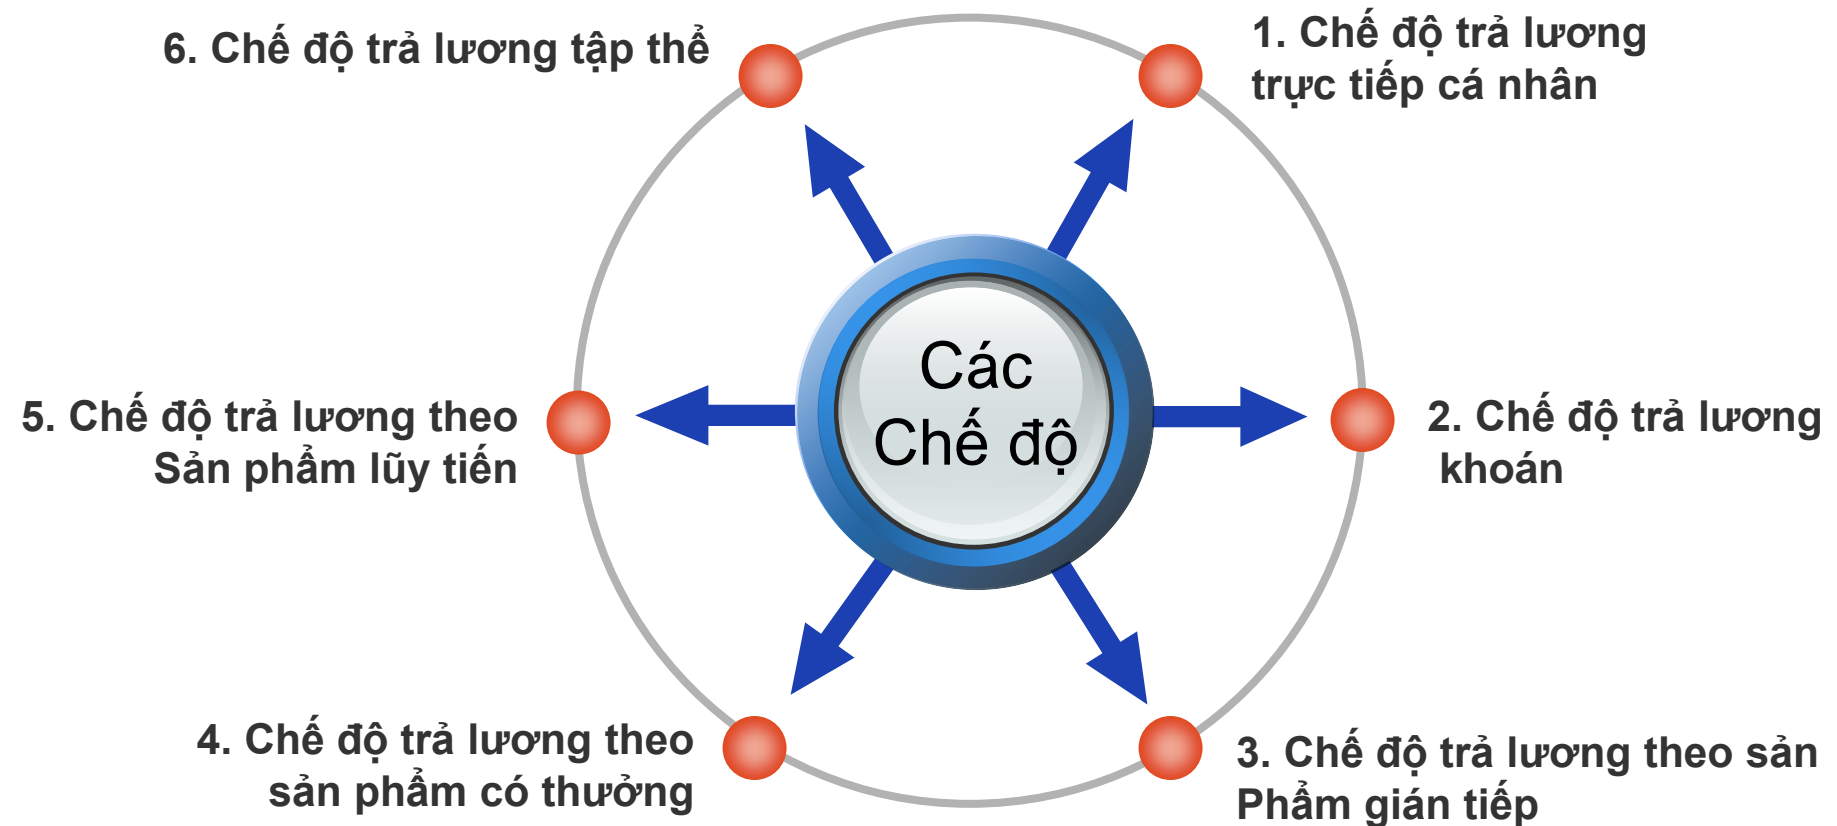 6. Chế độ trả lương tập thể
1. Chế độ trả lương
trực tiếp cá nhân
Các
Chế độ
5. Chế độ trả lương theo
Sản phẩm lũy tiến
2. Chế độ trả lương
khoán
4. Chế độ trả lương theo
sản phẩm có thưởng
3. Chế độ trả lương theo sản
Phẩm gián tiếp